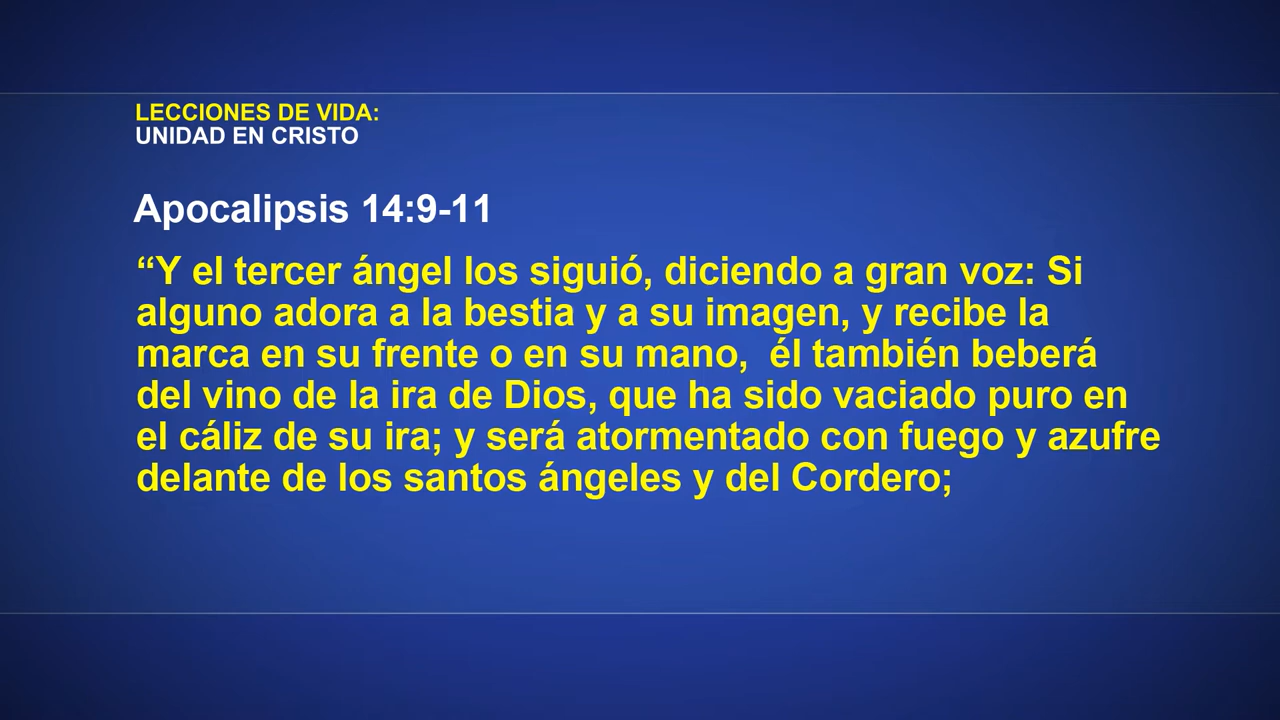 LECCIONES DE VIDA:
UNIDAD EN CRISTO
Apocalipsis 14:9-11
“Y el tercer ángel los siguió, diciendo a gran voz: Si
alguno adora a la bestia y a su imagen, y recibe la
marca en su frente o en su mano,  él también beberá
del vino de la ira de Dios, que ha sido vaciado puro en
el cáliz de su ira; y será atormentado con fuego y azufre
delante de los santos ángeles y del Cordero;